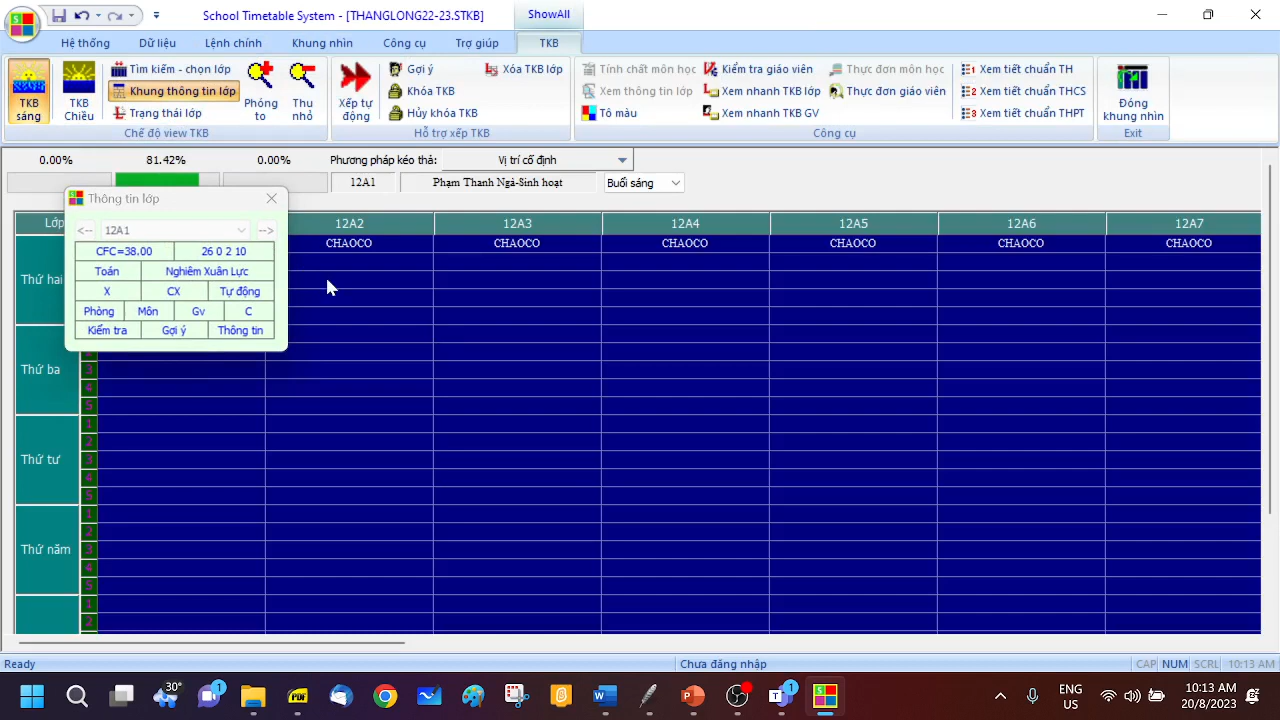 School Timetable System - [THANGLONG22-23.STKB]
ShowAll
Hệ thống
Dữ liệu
Lệnh chính
Khung nhìn
Công cụ
Trợ giúp
TKB
TKB sáng
TKB Chiều
Tìm kiếm - chọn lớp
Khung thông tin lớp
Trạng thái lớp
Phóng to
Thu nhỏ
Chế độ view TKB
Xếp tự động
Gợi ý
Khóa TKB
Hủy khóa TKB
Xóa TKB lớp
Hỗ trợ xếp TKB
Tính chất môn học
Xem thông tin lớp
Tô màu
Kiểm tra giáo viên
Xem nhanh TKB lớp
Xem nhanh TKB GV
Thực đơn môn học
Thực đơn giáo viên
Xem tiết chuẩn TH
Xem tiết chuẩn THCS
Xem tiết chuẩn THPT
Công cụ
Đóng khung nhìn
Exit
0.00%
81.42%
0.00%
Phương pháp kéo thả:
Vị trí cố định
12A1
Phạm Thanh Ngà-Sinh hoạt
Buổi sáng
Thông tin lớp
<--
12A1
-->
CFC=38.00
26 0 2 10
Toán
Nghiêm Xuân Lực
X
CX
Tự động
Phòng
Môn
Gv
C
Kiểm tra
Gợi ý
Thông tin
Lớp
12A2
12A3
12A4
12A5
12A6
12A7
CHAOCO
CHAOCO
CHAOCO
CHAOCO
CHAOCO
CHAOCO
Thứ hai
Thứ ba
3
4
5
Thứ tư
1
2
3
4
5
Thứ năm
1
2
3
4
5
1
2
Ready
Chưa đăng nhập
CAP
NUM
SCRL
10:13 AM
30°
1
PDF
1
ENG
US
10:13 AM
20/8/2023